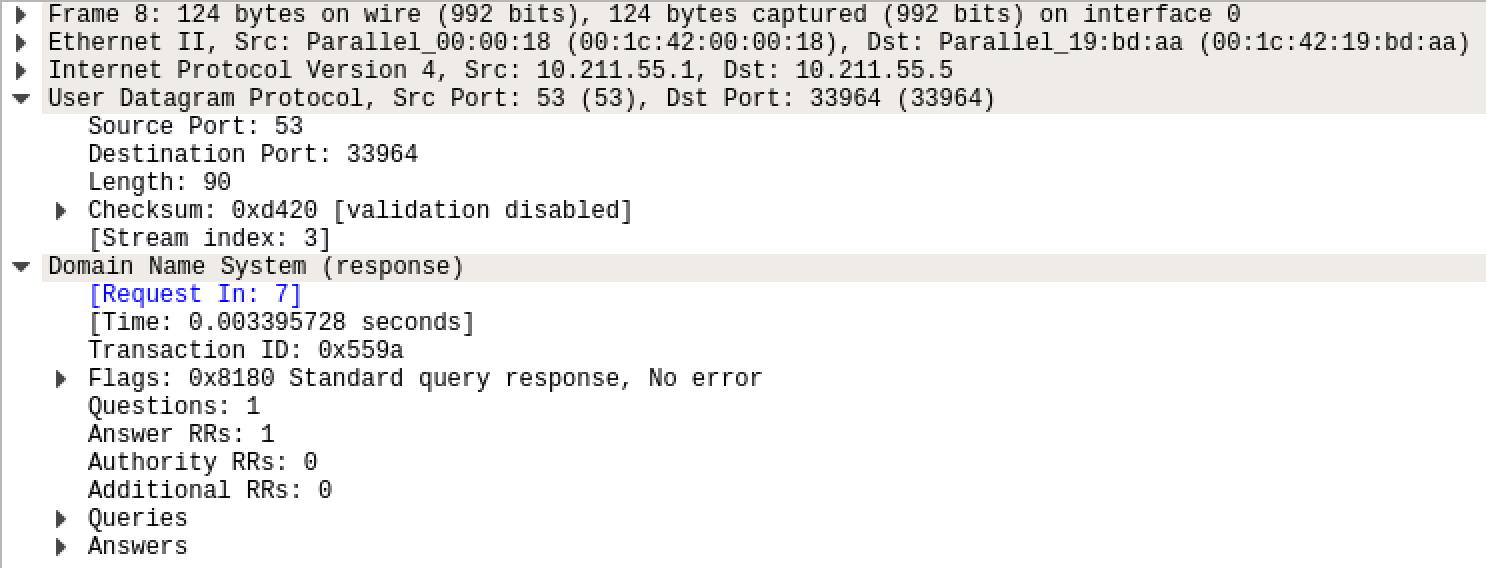 Frame 8: 124 bytes on wire (992 bits), 124 bytes captured (992 bits) on interface 0
Ethernet II, Src: Parallel_00:00:18 (00:1c:42:00:00:18), Dst: Parallel_19:bd:aa (00:1c:42:19:bd:aa)
Internet Protocol Version 4, Src: 10.211.55.1, Dst: 10.211.55.5
User Datagram Protocol, Src Port: 53 (53), Dst Port: 33964 (33964)
Source Port: 53
Destination Port: 33964
Length: 90
Checksum: 0xd420 [validation disabled]
[Stream index: 3]
Domain Name System (response)
[Request In: 7]
[Time: 0.003395728 seconds]
Transaction ID: 0x559a
Flags: 0x8180 Standard query response, No error
Questions: 1
Answer RRs: 1
Authority RRs: 0
Additional RRs: 0
Queries
Answers